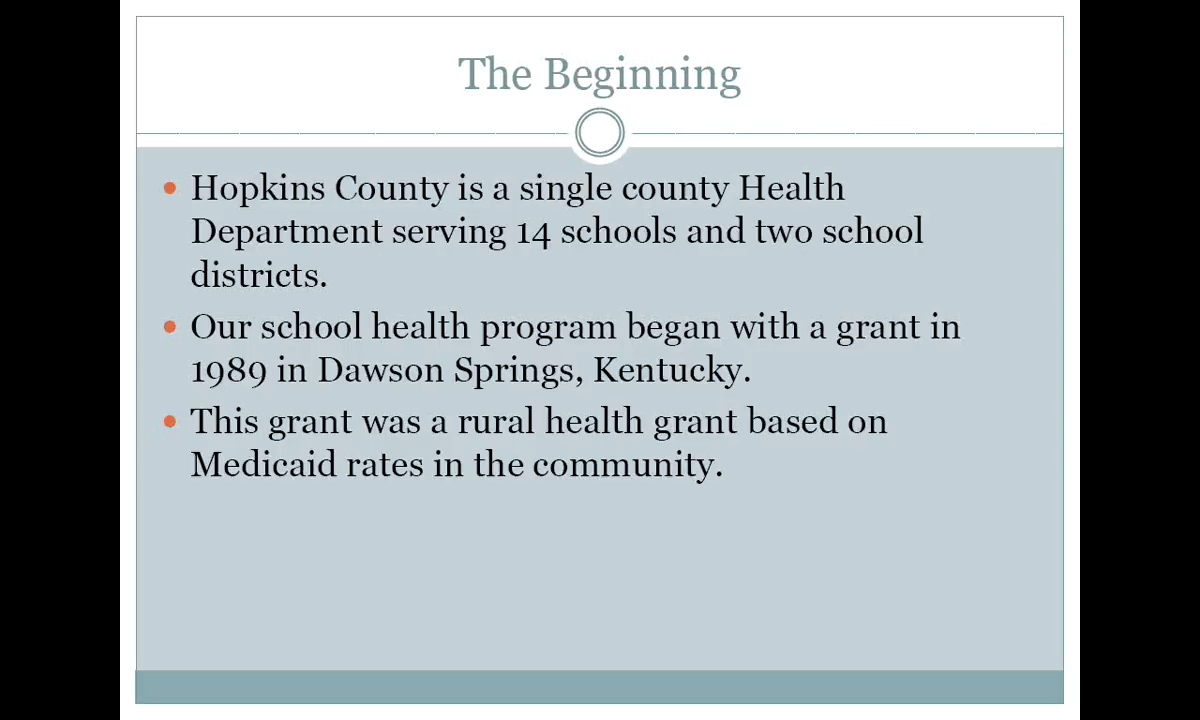 The Beginning
• Hopkins County is a single county Health
Department serving 14 schools and two school
districts.
• Our school health program began with a grant in
1989 in Dawson Springs, Kentucky.
• This grant was a rural health grant based on
Medicaid rates in the community.